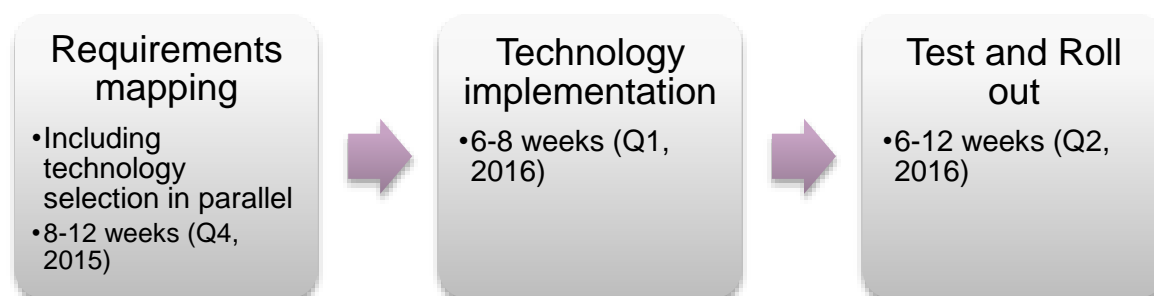 Requirements
mapping
•Including
technology
selection in parallel
•8-12 weeks (Q4,
2015)
Technology
implementation
•6-8 weeks (Q1,
2016)
Test and Roll
out
•6-12 weeks (Q2,
2016)